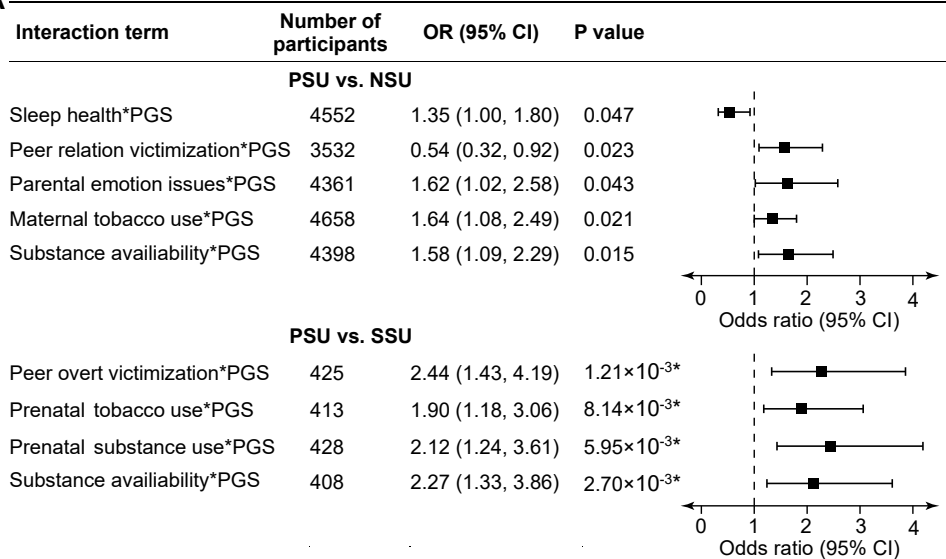 A
Interaction term Number of participants OR (95% CI) P value
PSU vs. NSU
Sleep health*PGS 4552 1.35 (1.00, 1.80) 0.047
Peer relation victimization*PGS 3532 0.54 (0.32, 0.92) 0.023
Parental emotion issues*PGS 4361 1.62 (1.02, 2.58) 0.043
Maternal tobacco use*PGS 4658 1.64 (1.08, 2.49) 0.021
Substance availiability*PGS 4398 1.58 (1.09, 2.29) 0.015
0 1 2 3 4
Odds ratio (95% CI)
PSU vs. SSU
Peer overt victimization*PGS 425 2.44 (1.43, 4.19) 1.21×10-3*
Prenatal tobacco use*PGS 413 1.90 (1.18, 3.06) 8.14×10-3*
Prenatal substance use*PGS 428 2.12 (1.24, 3.61) 5.95×10-3*
Substance availiability*PGS 408 2.27 (1.33, 3.86) 2.70×10-3*
0 1 2 3 4
Odds ratio (95% CI)